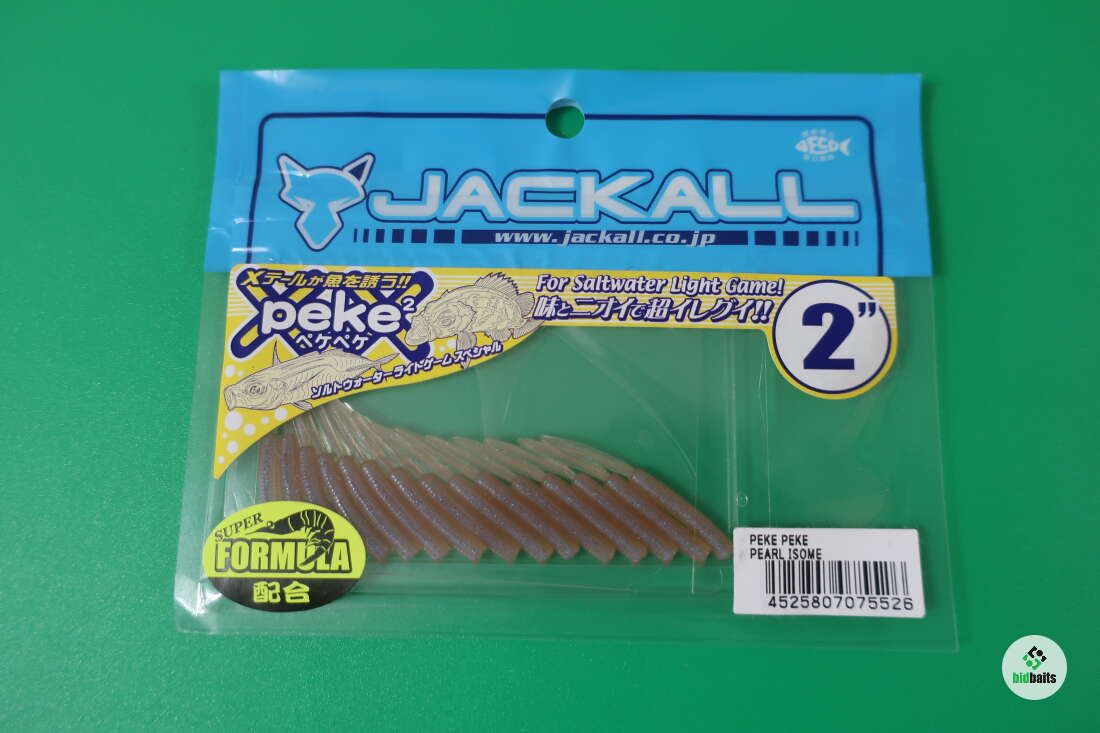 ECO
JACKALL
www.jackall.co.jp
Xテールが魚を誘う!!
peke²
ペケペケ
ソルトウォーターライトゲームスペシャル
For Saltwater Light Game!
味とニオイで超イレグイ!!
2”
SUPER
FORMULA
配合
PEKE PEKE
PEARL ISOME
4525807075526
bidbaits